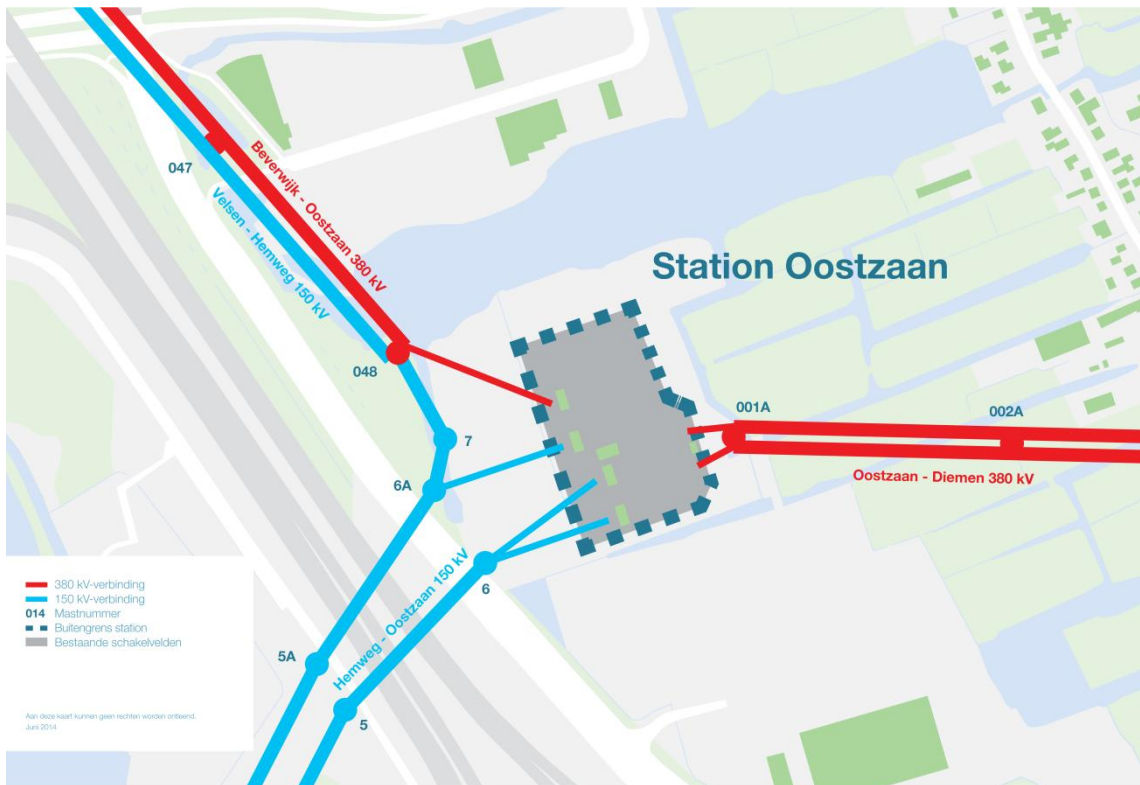 047
Beverwijk - Oostzaan 380 kV
Velsen - Hemweg 150 kV
Station Oostzaan
048
001A
002A
7
6A
Oostzaan - Diemen 380 kV
Hemweg - Oostzaan 150 kV
6
5A
5
380 kV-verbinding
150 kV-verbinding
014 Mastnummer
Buitengrens station
Bestaande schakelvelden
Aan deze kaart kunnen geen rechten worden ontleend.
Juni 2014